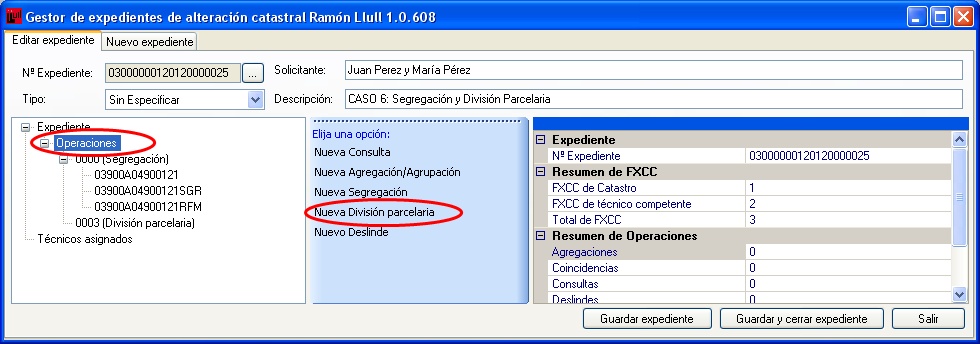 Llull Gestor de expedientes de alteración catastral Ramón Llull 1.0.608
Editar expediente Nuevo expediente
Nº Expediente: 03000000120120000025 ... Solicitante: Juan Perez y María Pérez
Tipo: Sin Especificar Descripción: CASO 6: Segregación y División Parcelaria
Expediente
Operaciones
0000 (Segregación)
03900A04900121
03900A04900121SGR
03900A04900121RFM
0003 (División parcelaria)
Técnicos asignados
Elija una opción:
Nueva Consulta
Nueva Agregación/Agrupación
Nueva Segregación
Nueva División parcelaria
Nuevo Deslinde
Expediente
Nº Expediente 03000000120120000025
Resumen de FXCC
FXCC de Catastro 1
FXCC de técnico competente 2
Total de FXCC 3
Resumen de Operaciones
Agregaciones 0
Coincidencias 0
Consultas 0
Deslindes 0
Guardar expediente Guardar y cerrar expediente Salir